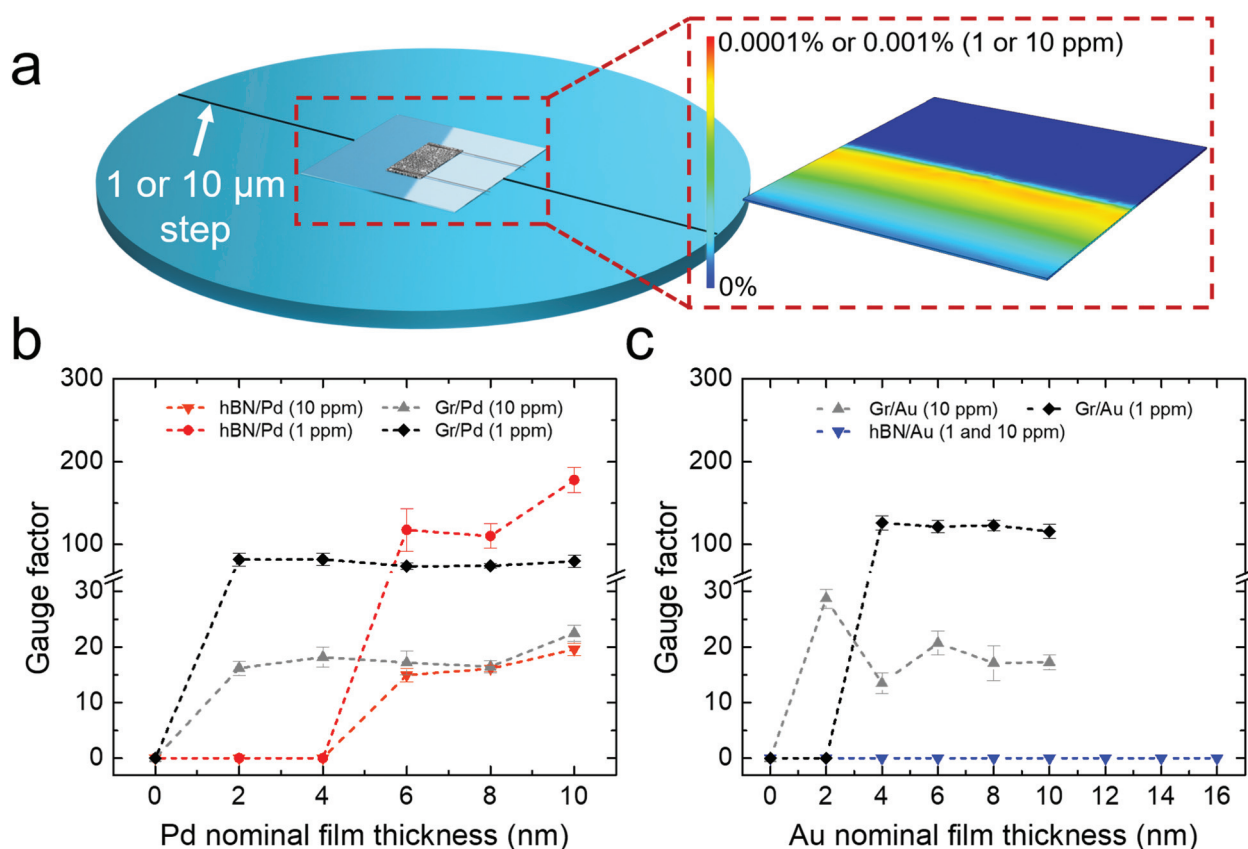 a
0.0001% or 0.001% (1 or 10 ppm)
1 or 10 µm
step
0%
b
300
200
100
30
20
10
0
Gauge factor
hBN/Pd (10 ppm)
Gr/Pd (10 ppm)
hBN/Pd (1 ppm)
Gr/Pd (1 ppm)
0 2 4 6 8 10
Pd nominal film thickness (nm)
c
300
200
100
30
20
10
0
Gauge factor
Gr/Au (10 ppm)
Gr/Au (1 ppm)
hBN/Au (1 and 10 ppm)
0 2 4 6 8 10 12 14 16
Au nominal film thickness (nm)